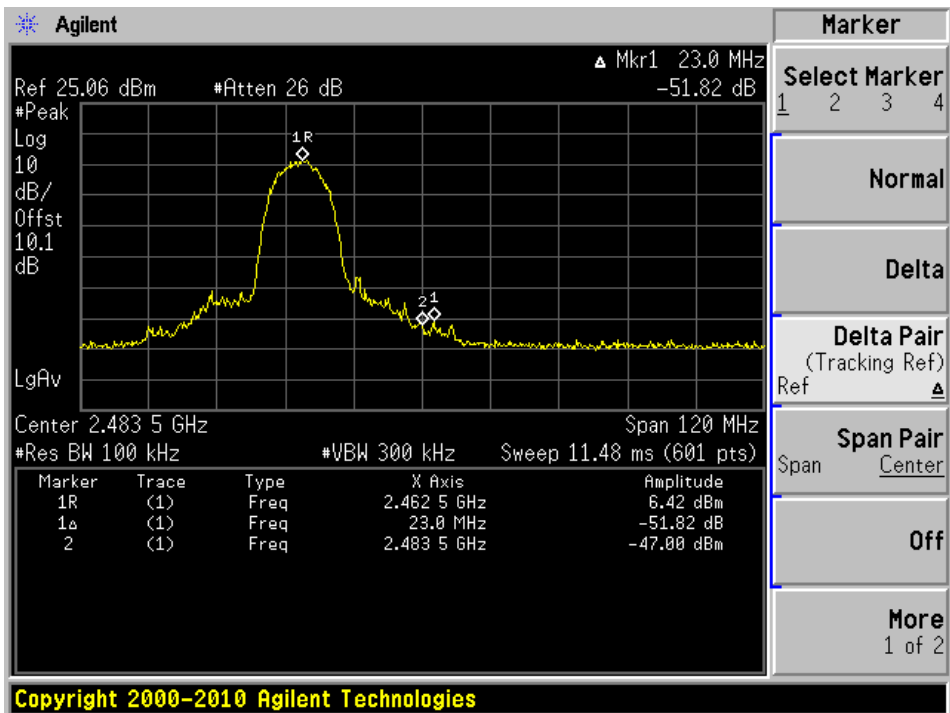 Agilent
Marker
Δ Mkr1 23.0 MHz
Ref 25.06 dBm #Atten 26 dB -51.82 dB
#Peak
Log
10
dB/
Offst
10.1
dB
LgAv
1R
2 1
Center 2.483 5 GHz Span 120 MHz
#Res BW 100 kHz #VBW 300 kHz Sweep 11.48 ms (601 pts)
Marker Trace Type X Axis Amplitude
1R (1) Freq 2.462 5 GHz 6.42 dBm
1Δ (1) Freq 23.0 MHz -51.82 dB
2 (1) Freq 2.483 5 GHz -47.00 dBm
Select Marker
1 2 3 4
Normal
Delta
Delta Pair
(Tracking Ref)
Ref Δ
Span Pair
Span Center
Off
More
1 of 2
Copyright 2000-2010 Agilent Technologies